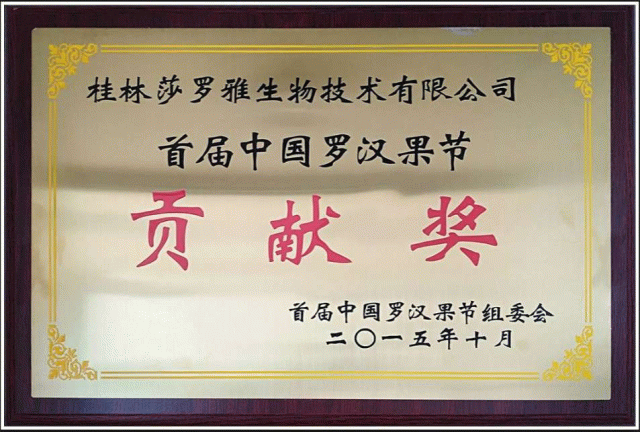 桂林莎罗雅生物技术有限公司
首届中国罗汉果节
贡献奖
首届中国罗汉果节组委会
二〇一五年十月